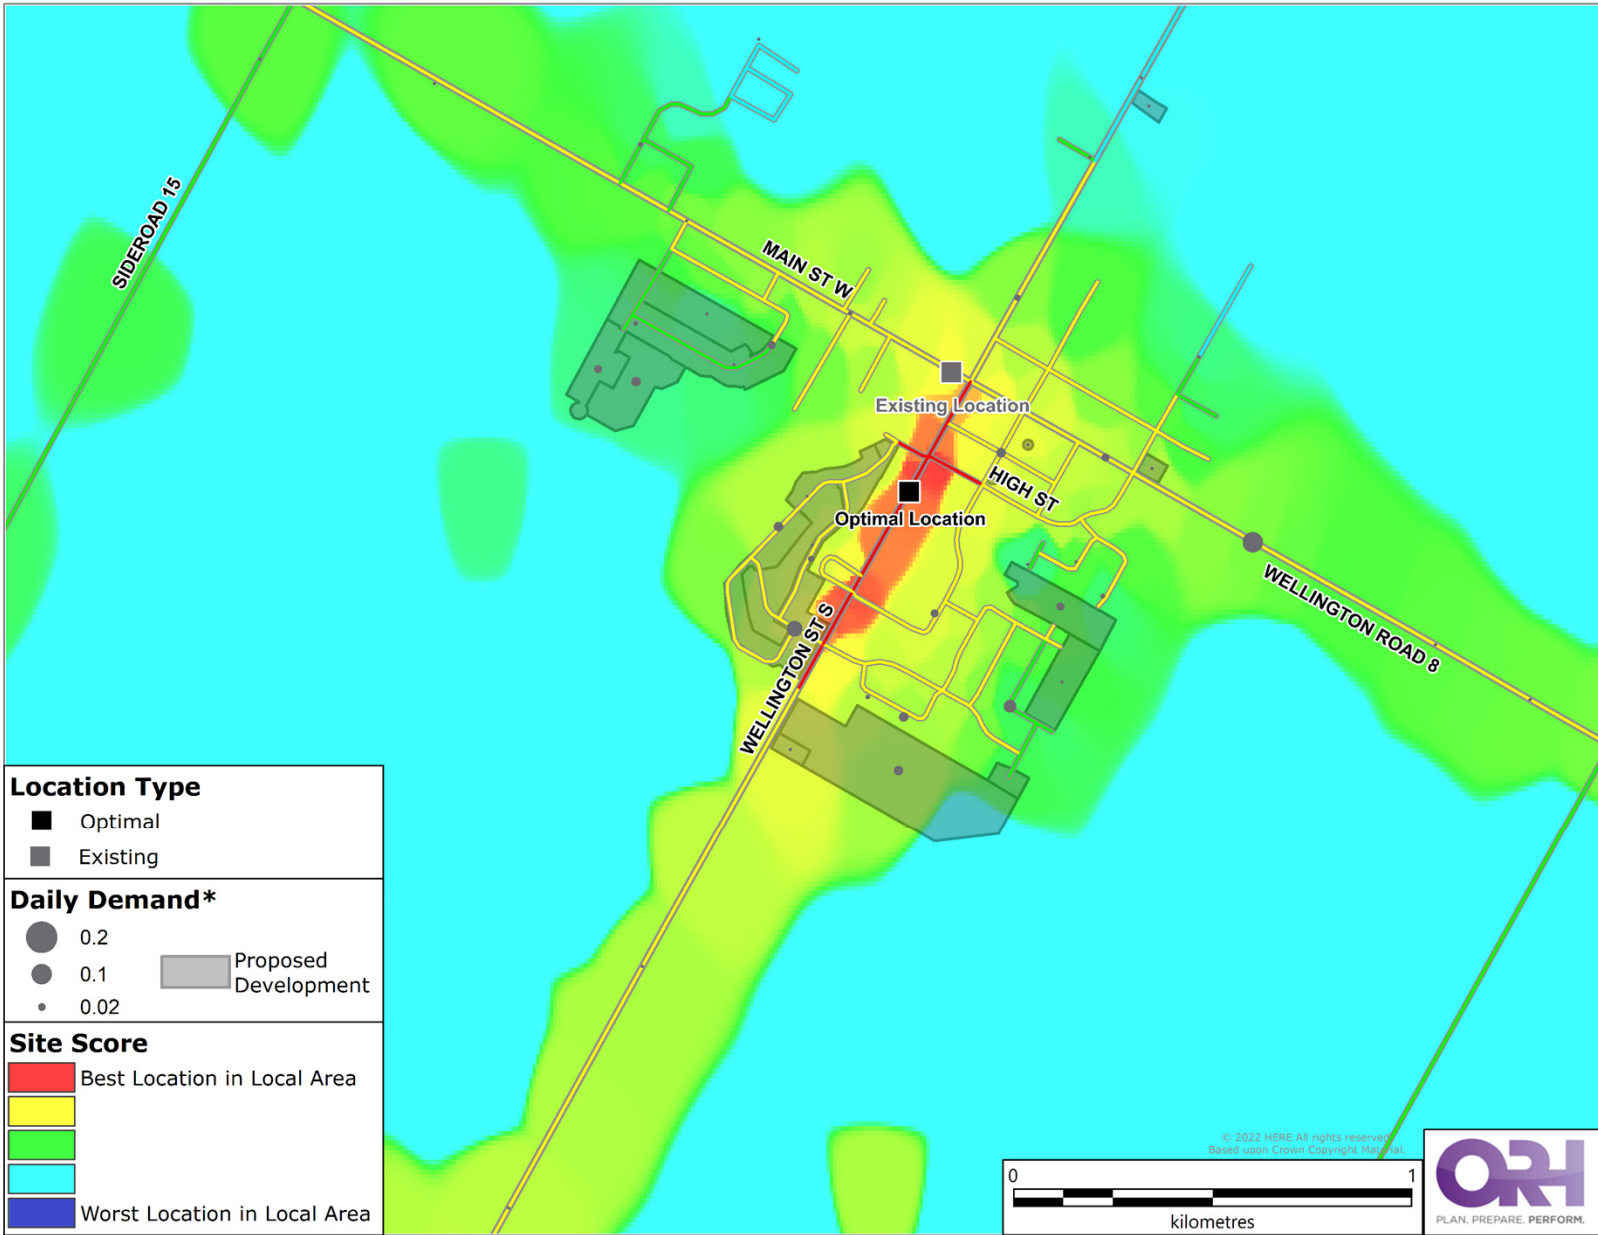 SIDEROAD 15
MAIN ST W
Existing Location
HIGH ST
Optimal Location
WELLINGTON ROAD 8
WELLINGTON ST S
Location Type
Optimal
Existing
Daily Demand*
0.2
0.1
0.02
Proposed
Development
Site Score
Best Location in Local Area
Worst Location in Local Area
© 2022 HERE All rights reserved
Based upon Crown Copyright Material.
0 1
kilometres
ORH
PLAN. PREPARE. PERFORM.